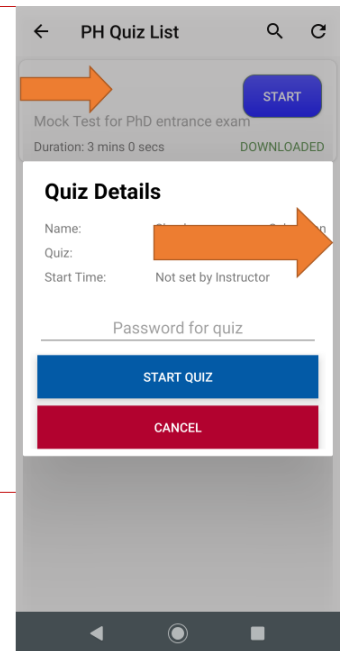 PH Quiz List
START
Mock Test for PhD entrance exam
Duration: 3 mins 0 secs
DOWNLOADED
Quiz Details
Name:
Quiz:
Start Time: Not set by Instructor
Password for quiz
START QUIZ
CANCEL